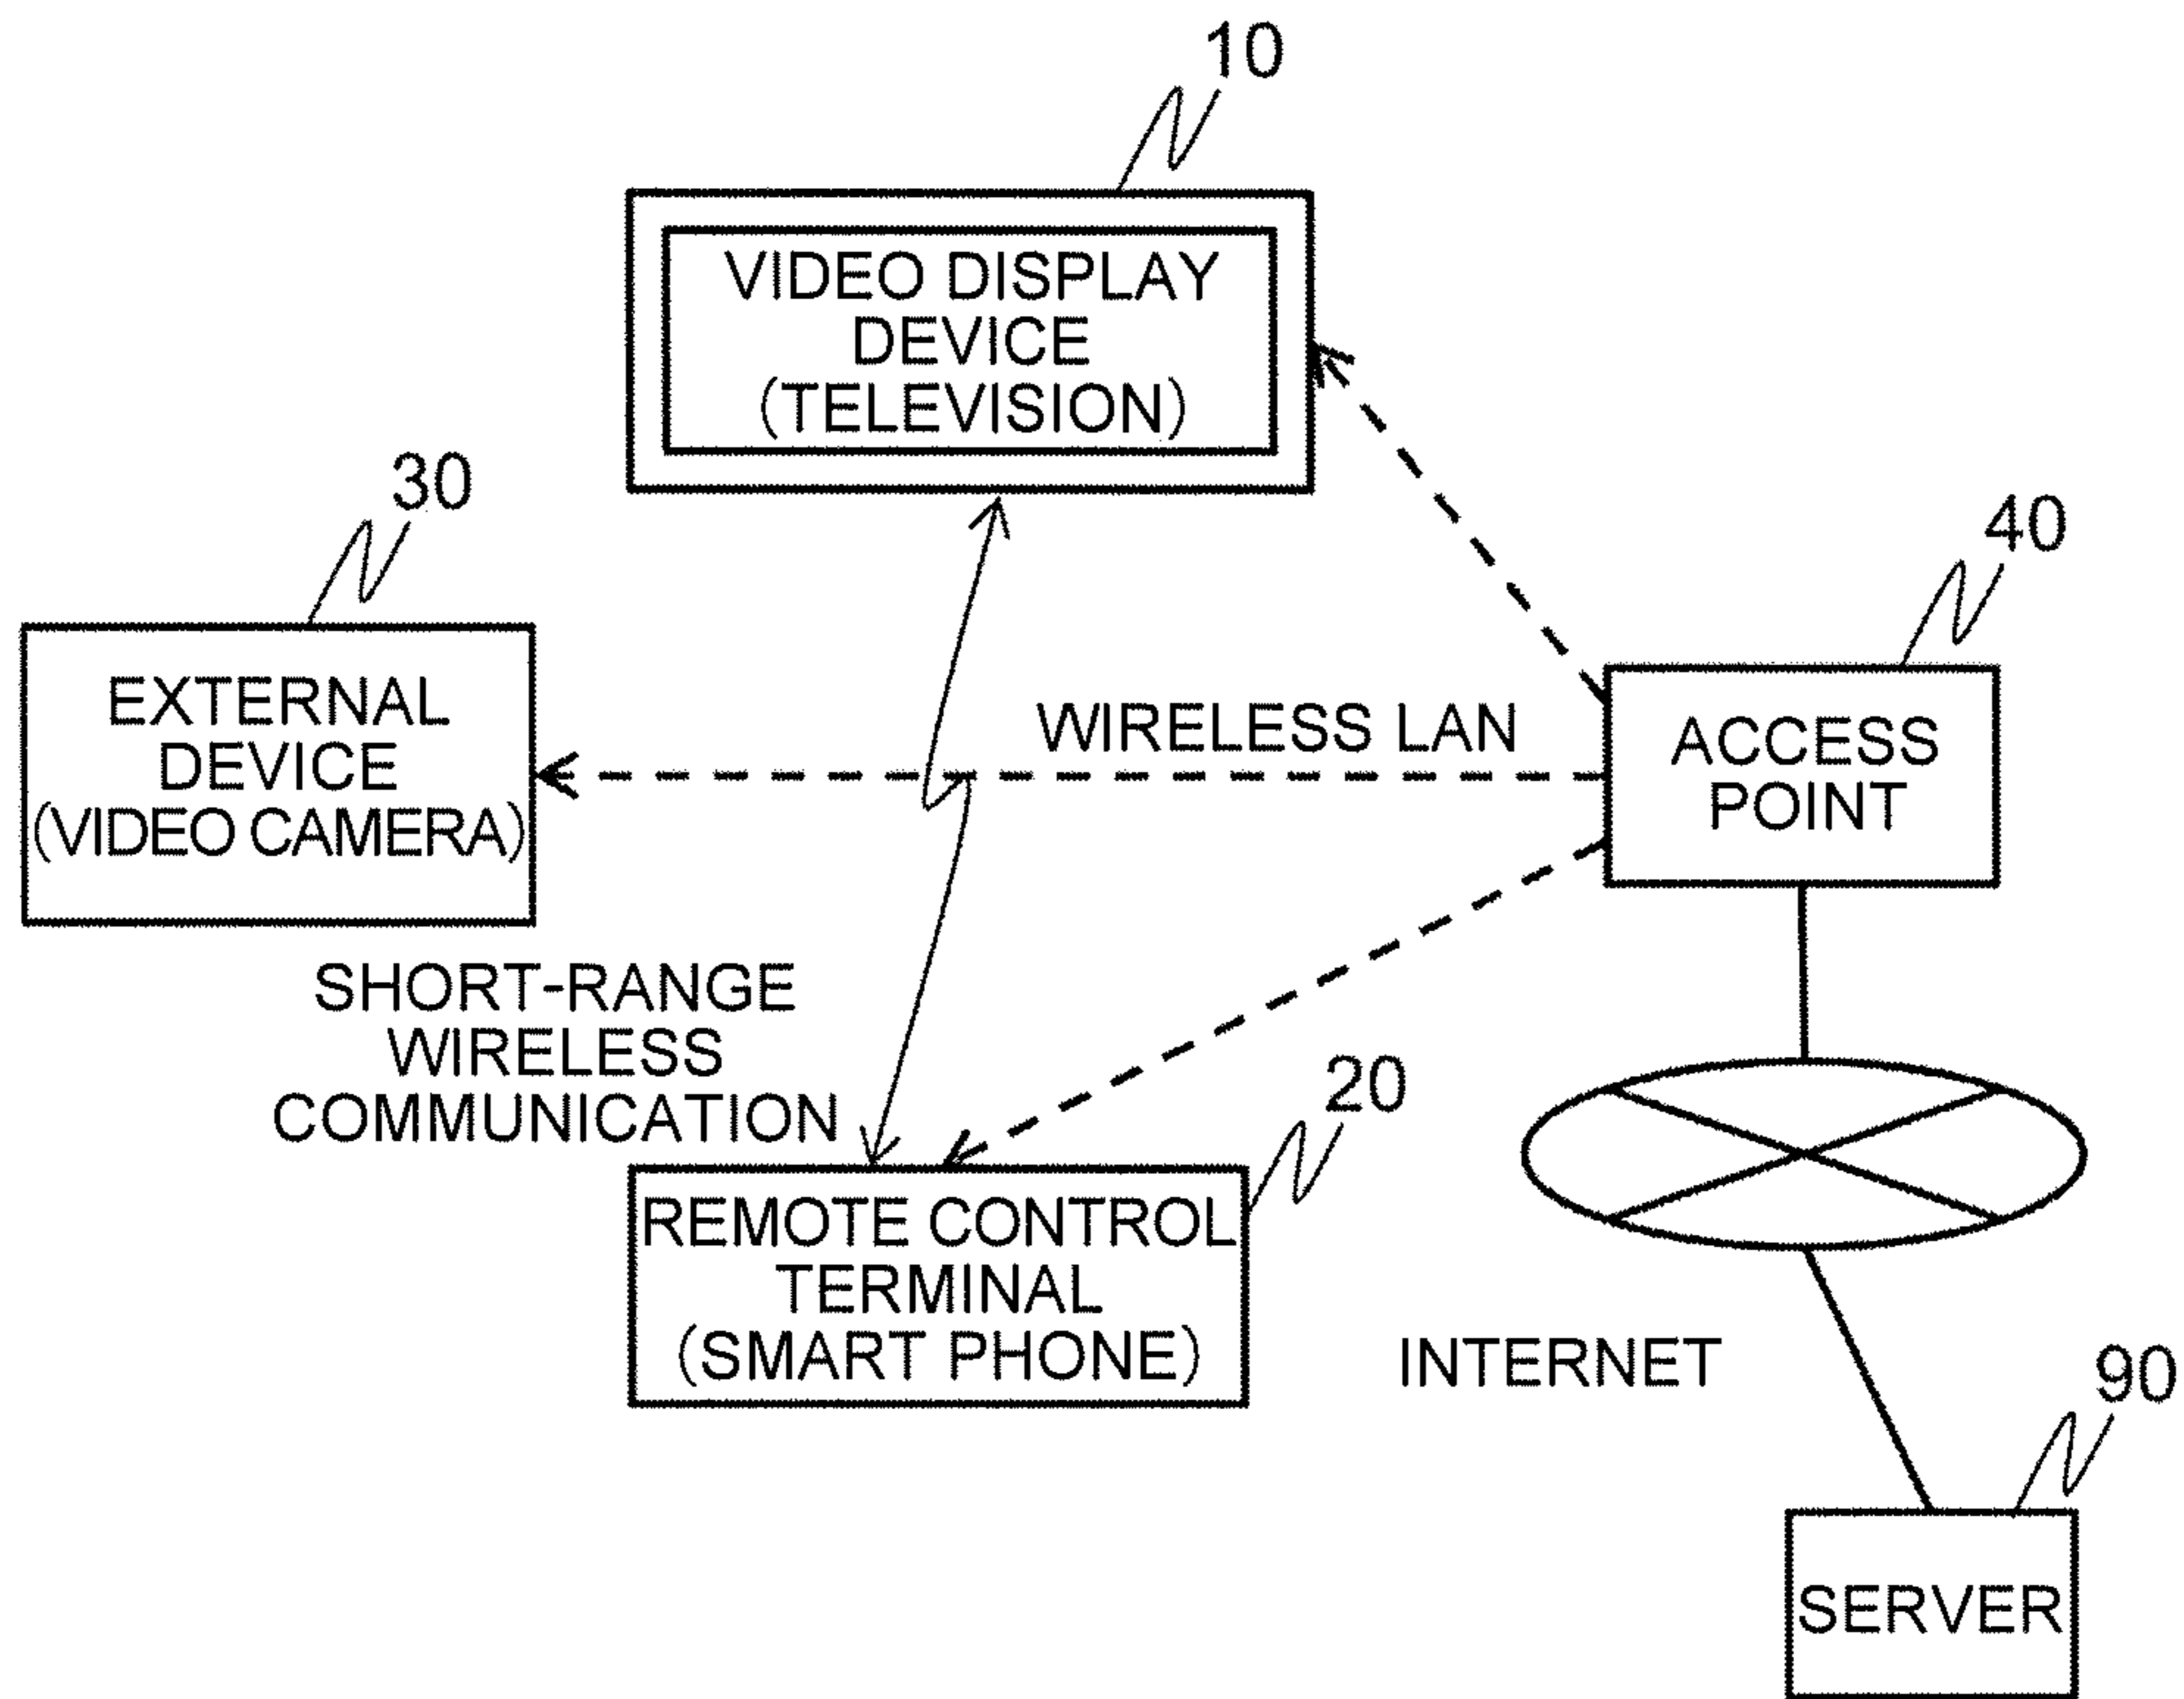 10
VIDEO DISPLAY
DEVICE
(TELEVISION)
30
EXTERNAL
DEVICE
(VIDEO CAMERA)
40
ACCESS
POINT
WIRELESS LAN
SHORT-RANGE
WIRELESS
COMMUNICATION
20
REMOTE CONTROL
TERMINAL
(SMART PHONE)
INTERNET
90
SERVER